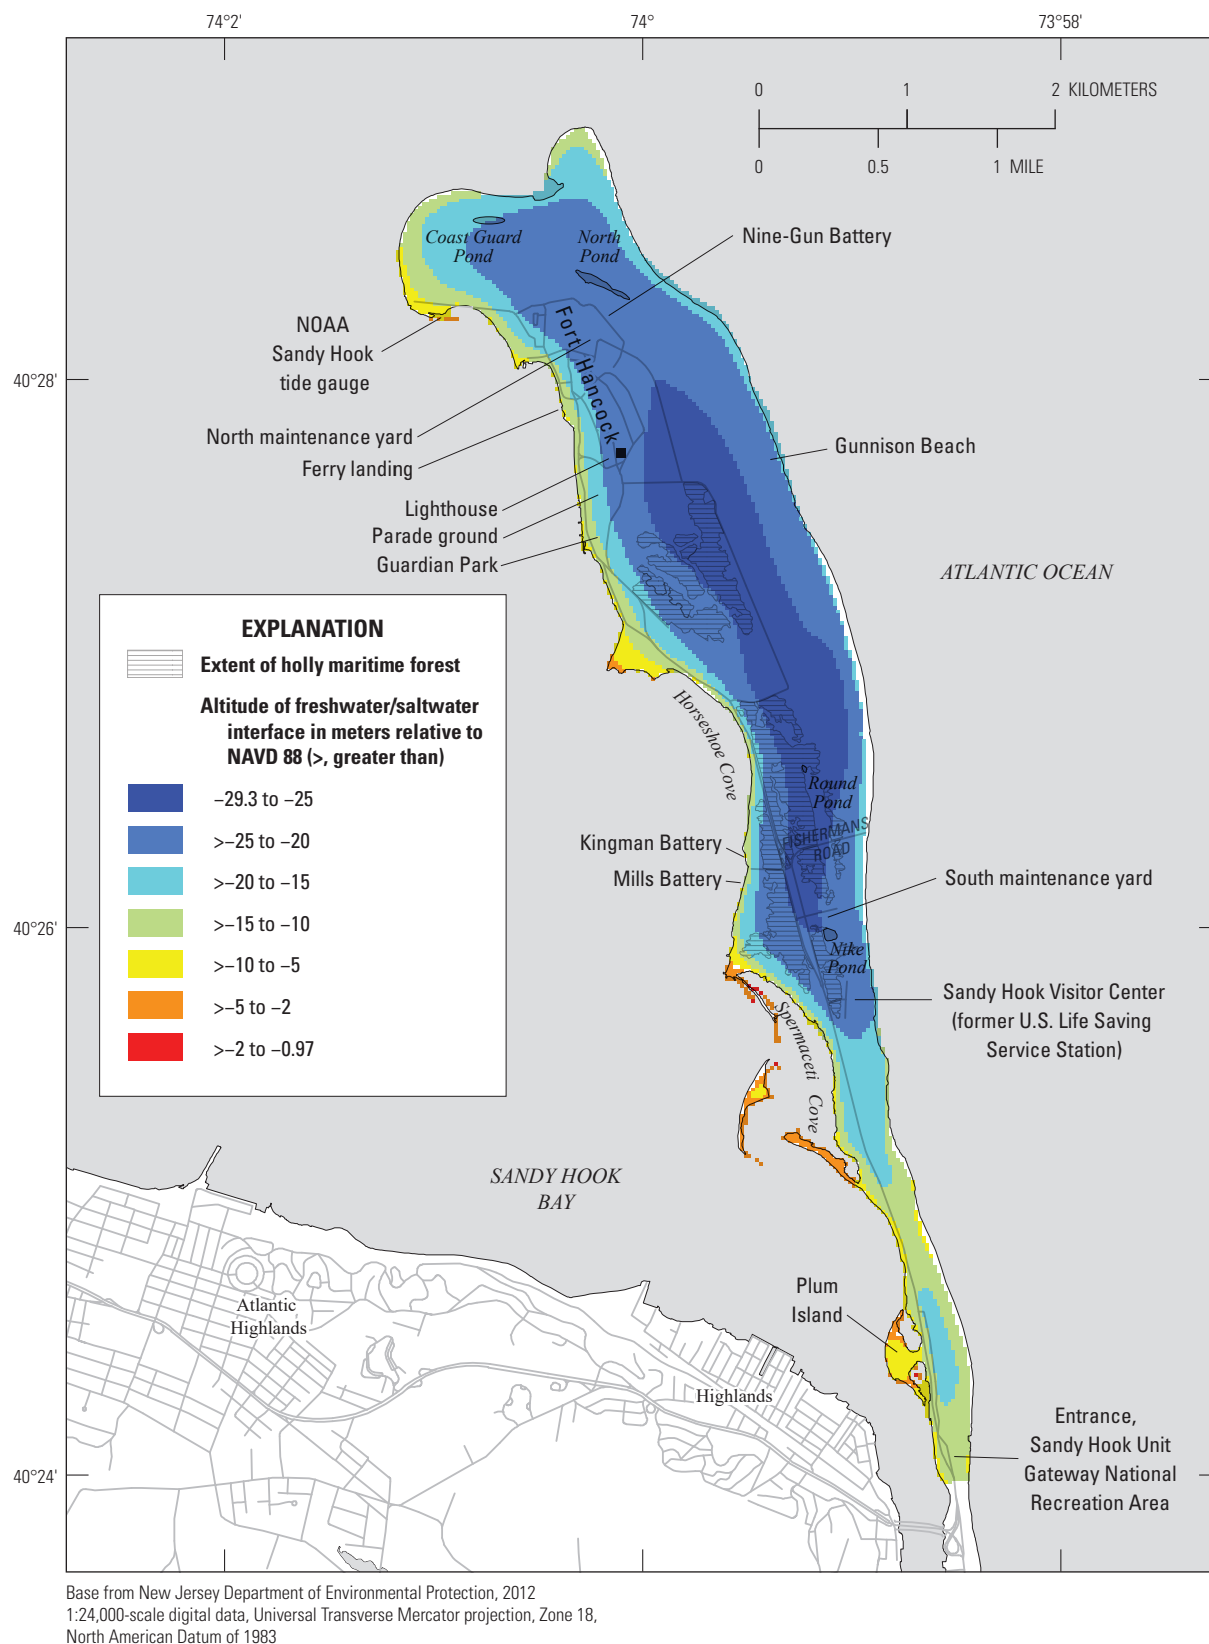 74°2'
74°
73°58'
0
1
2 KILOMETERS
0
0.5
1 MILE
Nine-Gun Battery
Coast Guard
Pond
North
Pond
NOAA
Sandy Hook
tide gauge
Fort Hancock
40°28'
North maintenance yard
Ferry landing
Gunnison Beach
Lighthouse
Parade ground
Guardian Park
ATLANTIC OCEAN
EXPLANATION
Extent of holly maritime forest
Altitude of freshwater/saltwater
interface in meters relative to
NAVD 88 (>, greater than)
−29.3 to −25
>−25 to −20
>−20 to −15
>−15 to −10
>−10 to −5
>−5 to −2
>−2 to −0.97
Horseshoe Cove
Round
Pond
FISHERMANS
ROAD
Kingman Battery
Mills Battery
South maintenance yard
40°26'
Nike
Pond
Sandy Hook Visitor Center
(former U.S. Life Saving
Service Station)
Spermaceti Cove
SANDY HOOK
BAY
Plum
Island
Atlantic
Highlands
Highlands
Entrance,
Sandy Hook Unit
Gateway National
Recreation Area
40°24'
Base from New Jersey Department of Environmental Protection, 2012
1:24,000-scale digital data, Universal Transverse Mercator projection, Zone 18,
North American Datum of 1983